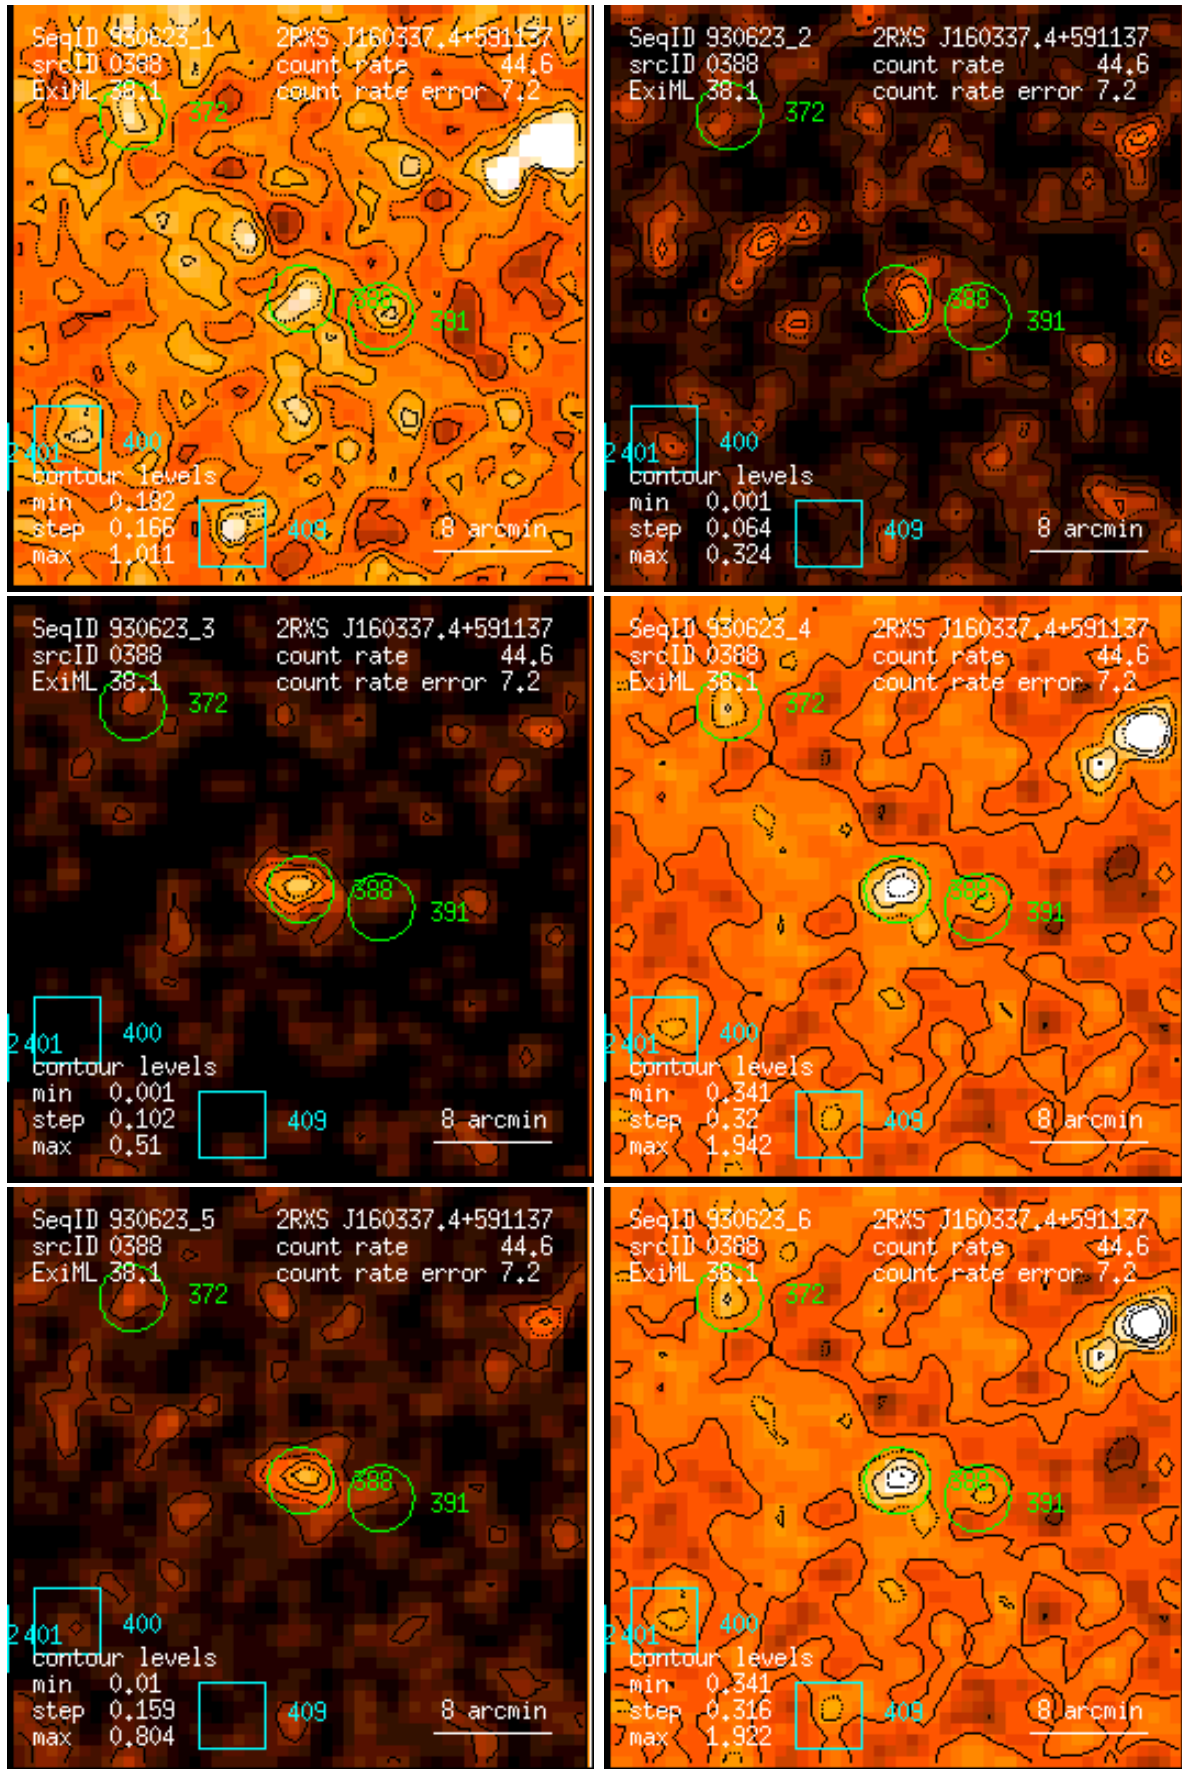 SeqID 930623_1 2RXS J160337.4+591137
srcID 0388 count rate 44.6
ExiML 38.1 count rate error 7.2
372
388
391
400
2 401
contour levels
min 0.182
step 0.166 409 8 arcmin
max 1.011
SeqID 930623_2 2RXS J160337.4+591137
srcID 0388 count rate 44.6
ExiML 38.1 count rate error 7.2
372
388
391
400
2 401
contour levels
min 0.001
step 0.064 409 8 arcmin
max 0.324
SeqID 930623_3 2RXS J160337.4+591137
srcID 0388 count rate 44.6
ExiML 38.1 count rate error 7.2
372
388
391
400
2 401
contour levels
min 0.001
step 0.102 409 8 arcmin
max 0.51
SeqID 930623_4 2RXS J160337.4+591137
srcID 0388 count rate 44.6
ExiML 38.1 count rate error 7.2
372
388
391
400
2 401
contour levels
min 0.341
step 0.32 409 8 arcmin
max 1.942
SeqID 930623_5 2RXS J160337.4+591137
srcID 0388 count rate 44.6
ExiML 38.1 count rate error 7.2
372
388
391
400
2 401
contour levels
min 0.01
step 0.159 409 8 arcmin
max 0.804
SeqID 930623_6 2RXS J160337.4+591137
srcID 0388 count rate 44.6
ExiML 38.1 count rate error 7.2
372
388
391
400
2 401
contour levels
min 0.341
step 0.316 409 8 arcmin
max 1.922